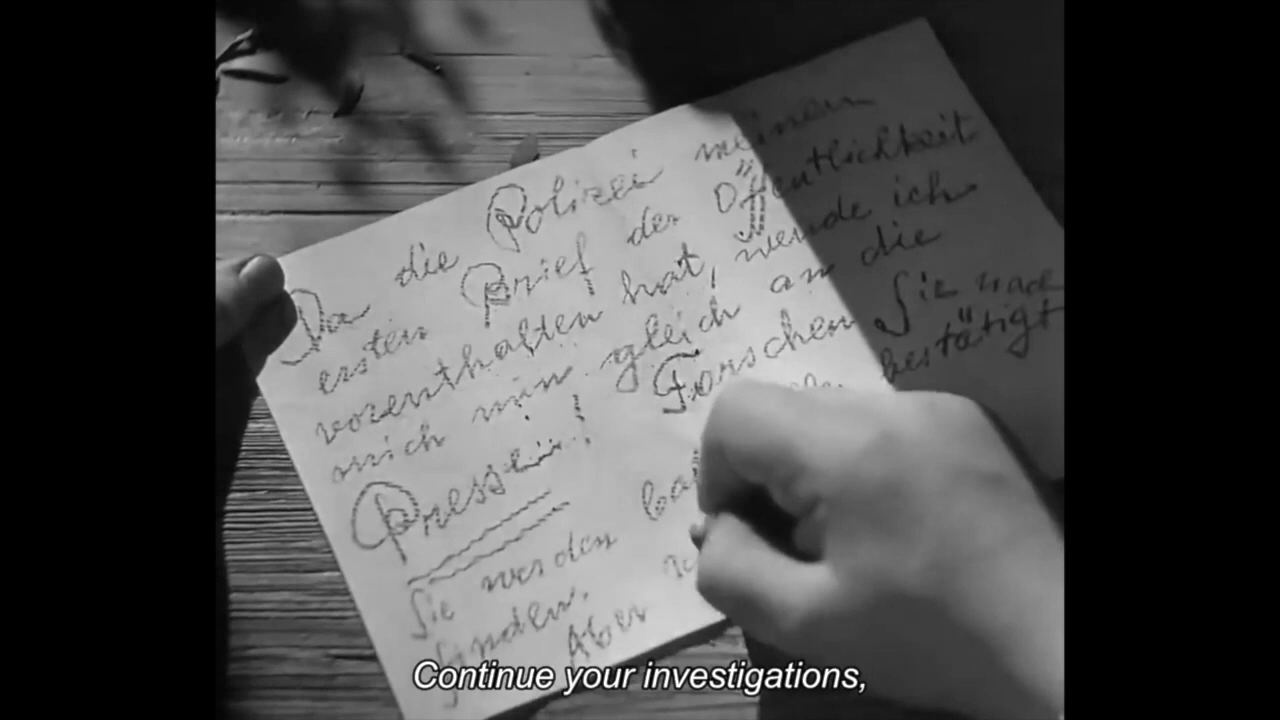 Da die Polizei meinen
ersten Brief der Öffentlichkeit
vorenthalten hat, wende ich
mich nun gleich an die
Presse! Forschen Sie nach
Sie werden bestätigt
finden. Aber
Continue your investigations,